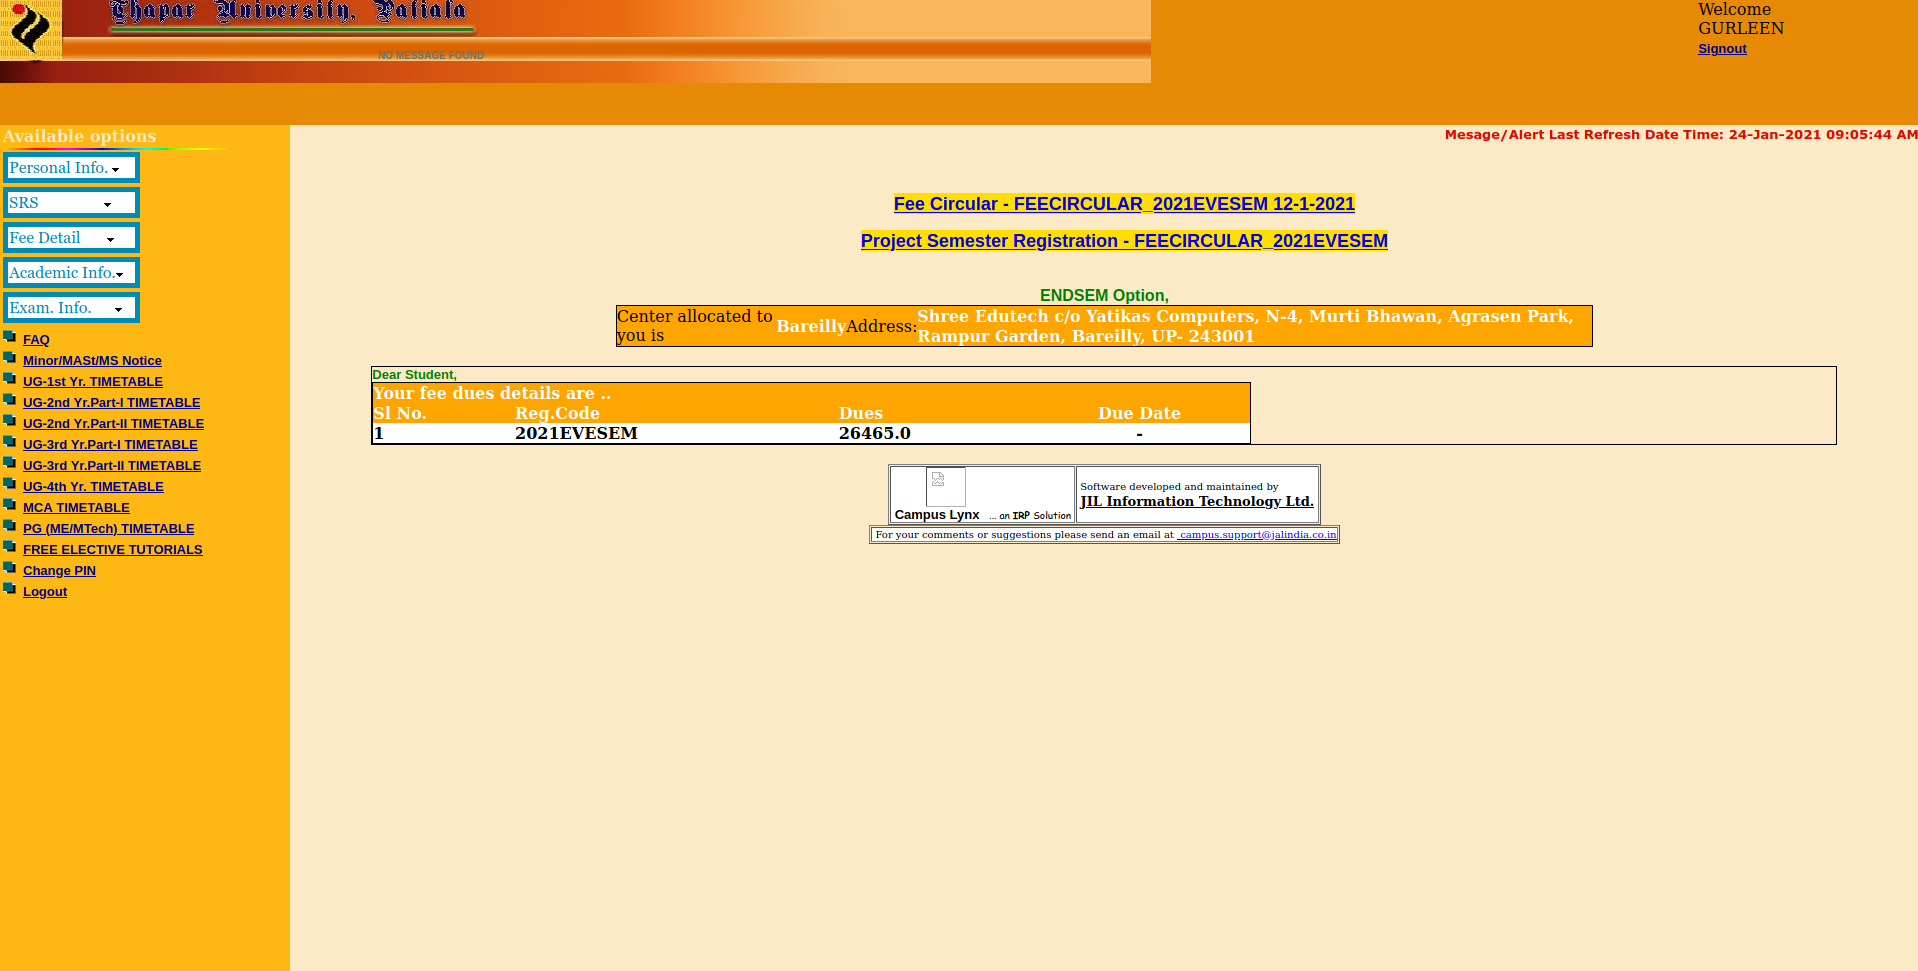 Thapar University, Patiala
NO MESSAGE FOUND
Welcome
GURLEEN
Signout
Available options
Personal Info.
SRS
Fee Detail
Academic Info.
Exam. Info.
FAQ
Minor/MASt/MS Notice
UG-1st Yr. TIMETABLE
UG-2nd Yr.Part-I TIMETABLE
UG-2nd Yr.Part-II TIMETABLE
UG-3rd Yr.Part-I TIMETABLE
UG-3rd Yr.Part-II TIMETABLE
UG-4th Yr. TIMETABLE
MCA TIMETABLE
PG (ME/MTech) TIMETABLE
FREE ELECTIVE TUTORIALS
Change PIN
Logout
Mesage/Alert Last Refresh Date Time: 24-Jan-2021 09:05:44 AM
Fee Circular - FEECIRCULAR_2021EVESEM 12-1-2021
Project Semester Registration - FEECIRCULAR_2021EVESEM
ENDSEM Option,
Center allocated to
you is
Bareilly Address:
Shree Edutech c/o Yatikas Computers, N-4, Murti Bhawan, Agrasen Park,
Rampur Garden, Bareilly, UP- 243001
Dear Student,
Your fee dues details are ..
Sl No. Reg.Code Dues Due Date
1 2021EVESEM 26465.0 -
Campus Lynx ... an IRP Solution
Software developed and maintained by
JIL Information Technology Ltd.
For your comments or suggestions please send an email at campus.support@jalindia.co.in